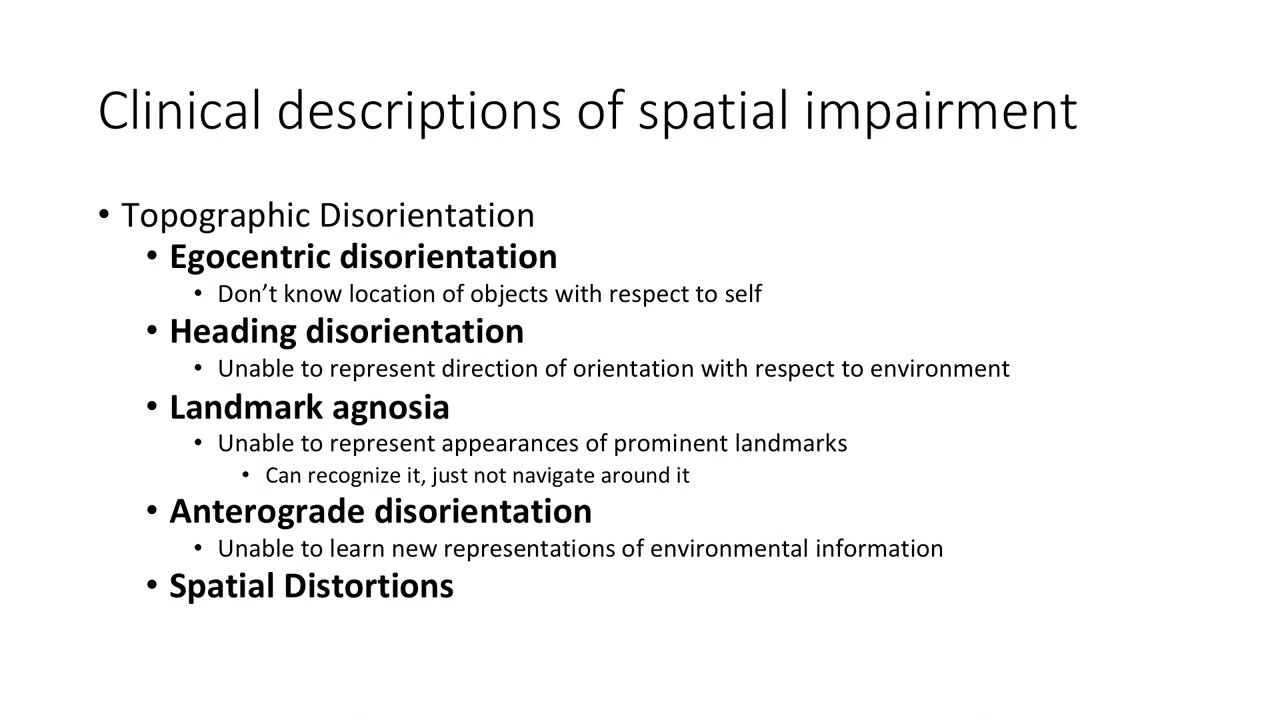 Clinical descriptions of spatial impairment
• Topographic Disorientation
• Egocentric disorientation
• Don’t know location of objects with respect to self
• Heading disorientation
• Unable to represent direction of orientation with respect to environment
• Landmark agnosia
• Unable to represent appearances of prominent landmarks
• Can recognize it, just not navigate around it
• Anterograde disorientation
• Unable to learn new representations of environmental information
• Spatial Distortions